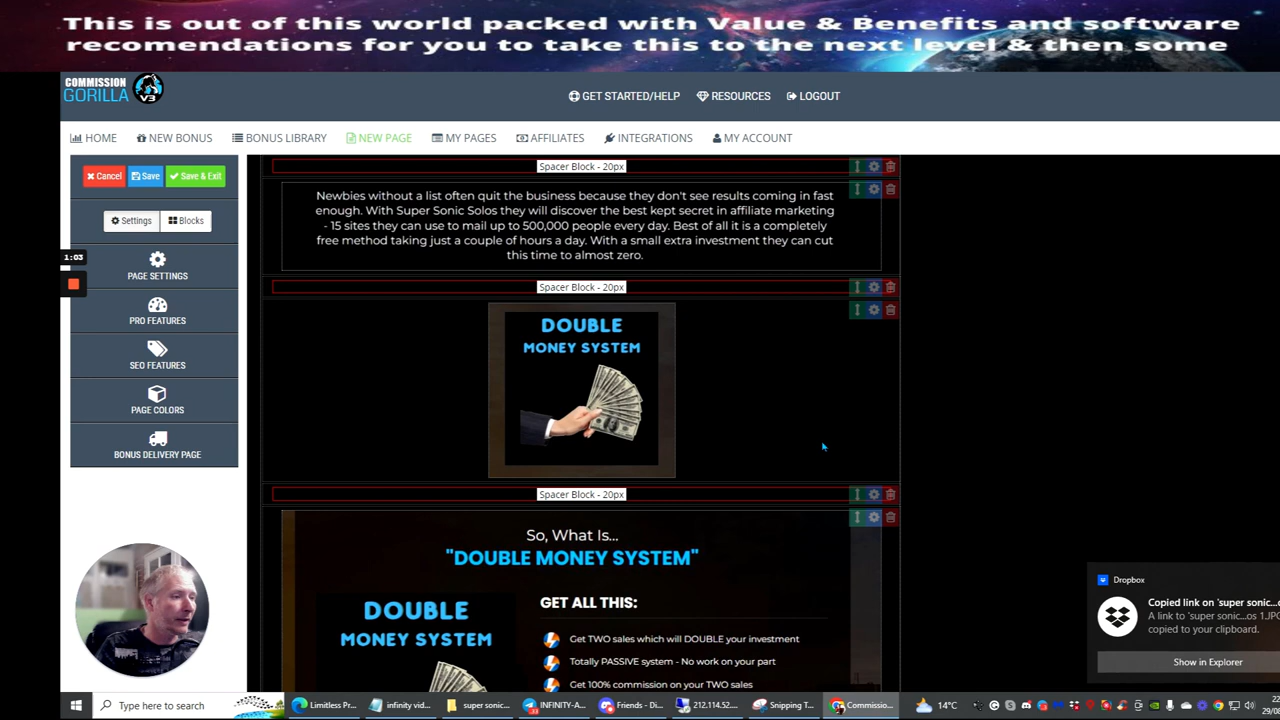 This is out of this world packed with Value & Benefits and software
recomendations for you to take this to the next level & then some
COMMISSION
GORILLA
V3
GET STARTED/HELP
RESOURCES
LOGOUT
HOME
NEW BONUS
BONUS LIBRARY
NEW PAGE
MY PAGES
AFFILIATES
INTEGRATIONS
MY ACCOUNT
Cancel
Save
Save & Exit
Settings
Blocks
1:03
PAGE SETTINGS
PRO FEATURES
SEO FEATURES
PAGE COLORS
BONUS DELIVERY PAGE
Spacer Block - 20px
Newbies without a list often quit the business because they don't see results coming in fast
enough. With Super Sonic Solos they will discover the best kept secret in affiliate marketing
- 15 sites they can use to mail up to 500,000 people every day. Best of all it is a completely
free method taking just a couple of hours a day. With a small extra investment they can cut
this time to almost zero.
Spacer Block - 20px
DOUBLE
MONEY SYSTEM
Spacer Block - 20px
So, What Is...
"DOUBLE MONEY SYSTEM"
DOUBLE
MONEY SYSTEM
GET ALL THIS:
Get TWO sales which will DOUBLE your investment
Totally PASSIVE system - No work on your part
Get 100% commission on your TWO sales
Dropbox
Copied link on 'super sonic...o
A link to 'super sonic...os 1.JPG
copied to your clipboard.
Show in Explorer
Type here to search
Limitless Pr...
infinity vid...
super sonic...
INFINITY-A...
Friends - Di...
212.114.52....
Snipping T...
Commissio...
14°C
22
29/08